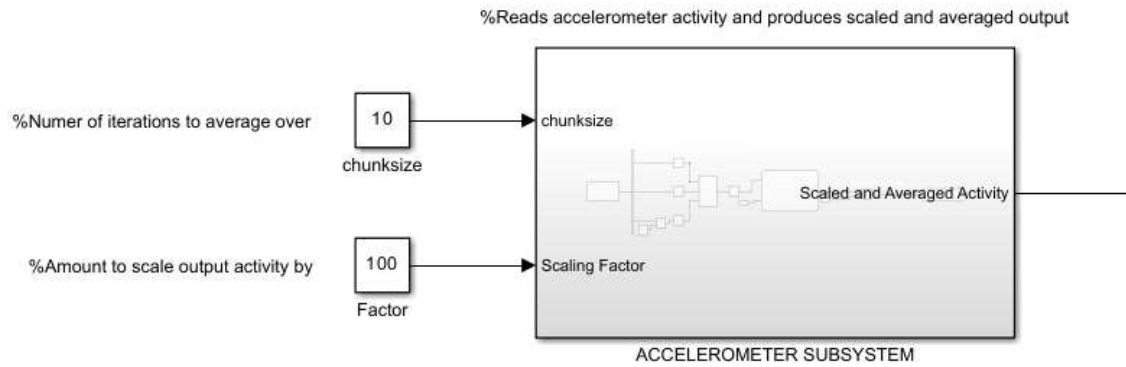 %Reads accelerometer activity and produces scaled and averaged output
%Numer of iterations to average over
10
chunksize
chunksize
Scaled and Averaged Activity
%Amount to scale output activity by
100
Factor
Scaling Factor
ACCELEROMETER SUBSYSTEM